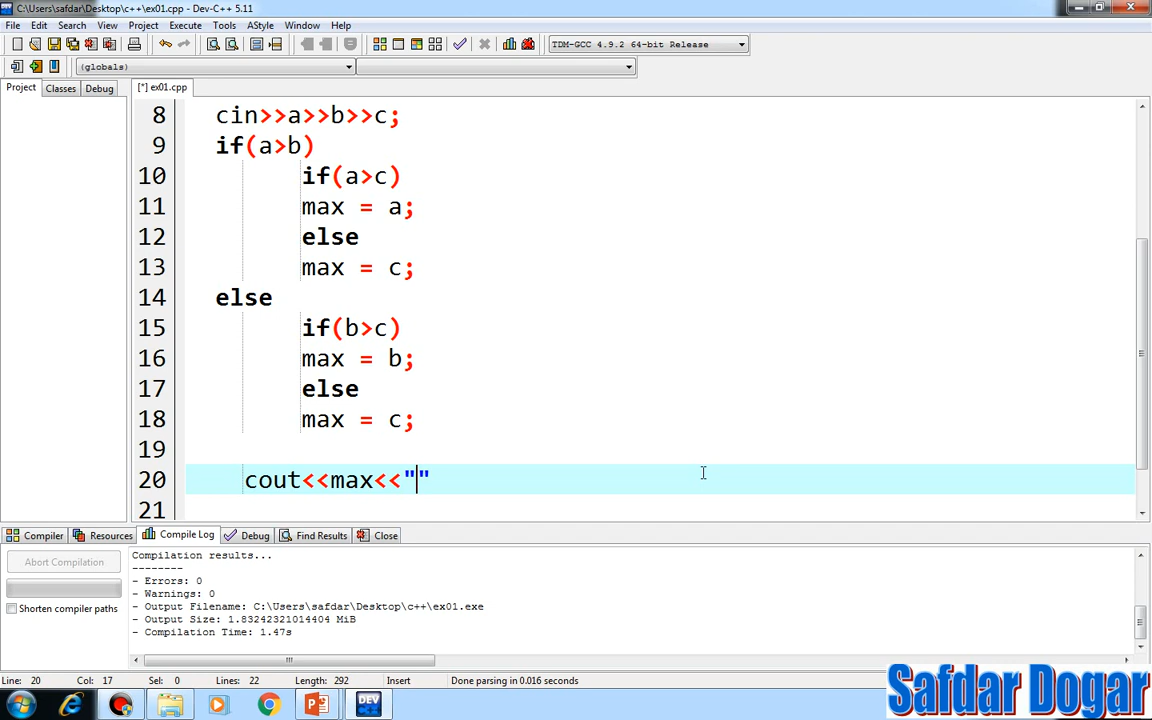 C:\Users\safdar\Desktop\c++\ex01.cpp - Dev-C++ 5.11
File Edit Search View Project Execute Tools AStyle Window Help
TDM-GCC 4.9.2 64-bit Release
(globals)
Project Classes Debug [*] ex01.cpp
8 cin>>a>>b>>c;
9 if(a>b)
10 if(a>c)
11 max = a;
12 else
13 max = c;
14 else
15 if(b>c)
16 max = b;
17 else
18 max = c;
19
20 cout<<max<<""
21
Compiler Resources Compile Log Debug Find Results Close
Abort Compilation
Shorten compiler paths
Compilation results...
--------
- Errors: 0
- Warnings: 0
- Output Filename: C:\Users\safdar\Desktop\c++\ex01.exe
- Output Size: 1.83242321014404 MiB
- Compilation Time: 1.47s
Line: 20 Col: 17 Sel: 0 Lines: 22 Length: 292 Insert Done parsing in 0.016 seconds
DEV
Safdar Dogar